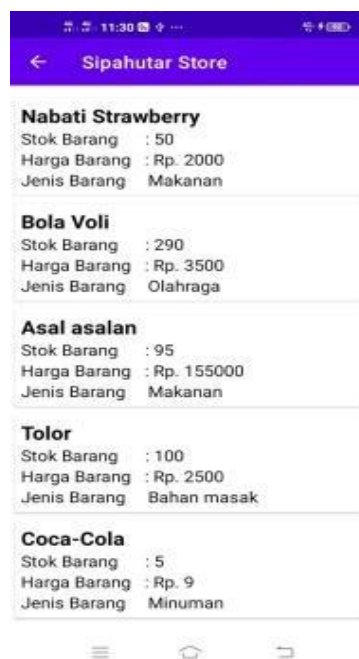 11:30
Sipahutar Store
Nabati Strawberry
Stok Barang : 50
Harga Barang : Rp. 2000
Jenis Barang Makanan
Bola Voli
Stok Barang : 290
Harga Barang : Rp. 3500
Jenis Barang Olahraga
Asal asalan
Stok Barang : 95
Harga Barang : Rp. 155000
Jenis Barang Makanan
Tolor
Stok Barang : 100
Harga Barang : Rp. 2500
Jenis Barang Bahan masak
Coca-Cola
Stok Barang : 5
Harga Barang : Rp. 9
Jenis Barang Minuman